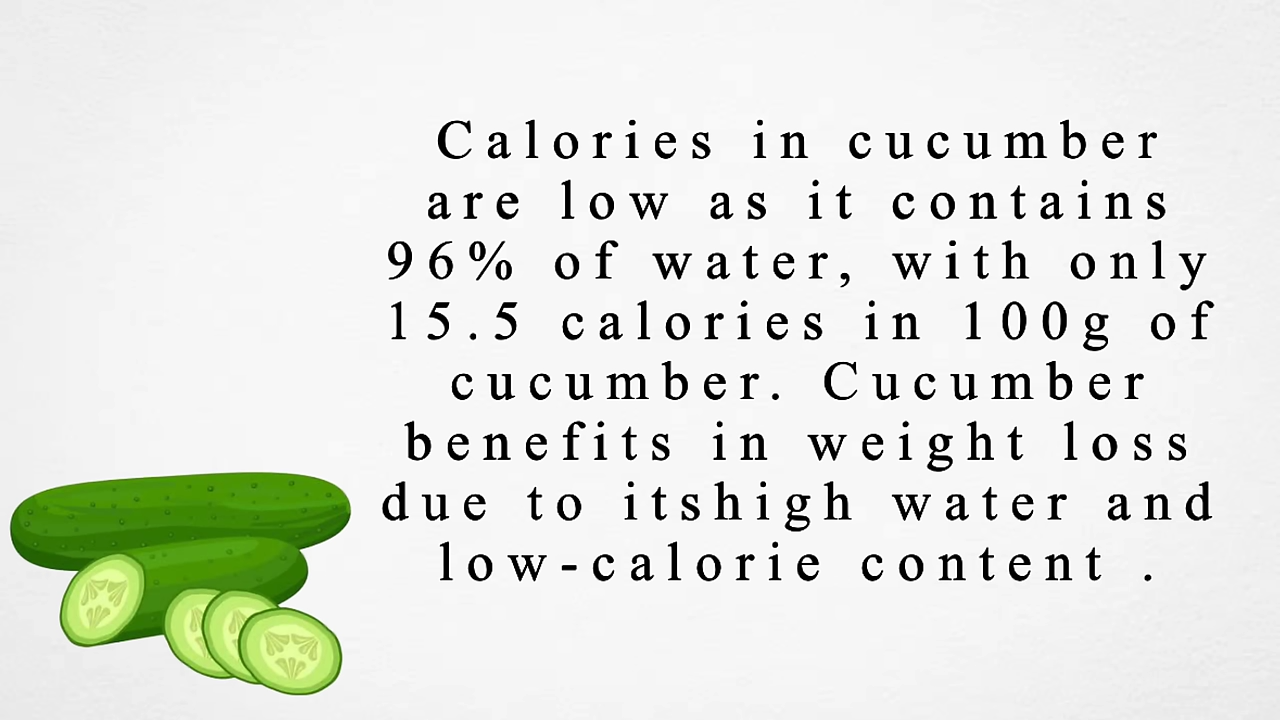 Calories in cucumber
are low as it contains
96% of water, with only
15.5 calories in 100g of
cucumber. Cucumber
benefits in weight loss
due to itshigh water and
low-calorie content .